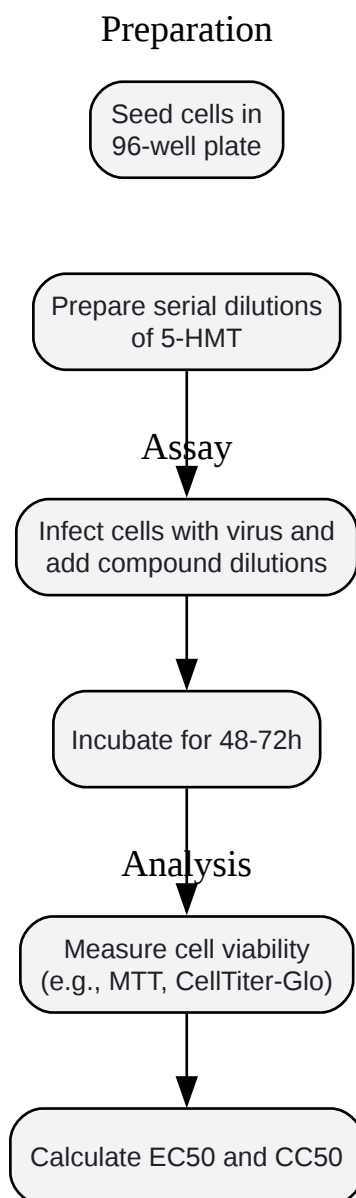 Preparation
Seed cells in
96-well plate
Prepare serial dilutions
of 5-HMT
Assay
Infect cells with virus and
add compound dilutions
Incubate for 48-72h
Analysis
Measure cell viability
(e.g., MTT, CellTiter-Glo)
Calculate EC50 and CC50